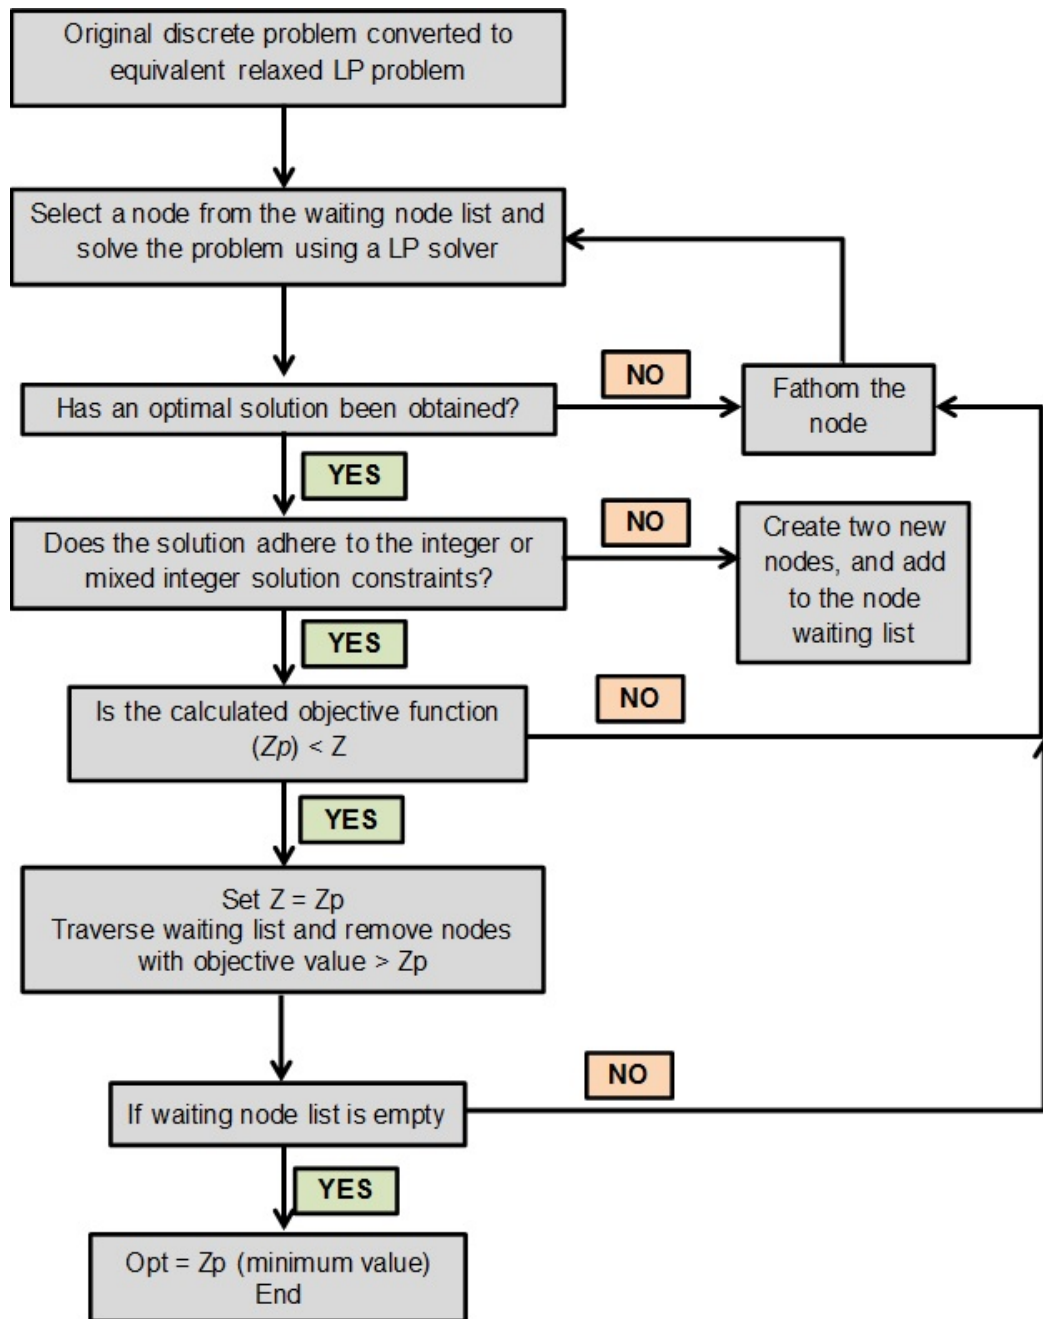 Original discrete problem converted to
equivalent relaxed LP problem
Select a node from the waiting node list and
solve the problem using a LP solver
NO
Has an optimal solution been obtained?
Fathom the
node
YES
NO
Does the solution adhere to the integer or
mixed integer solution constraints?
Create two new
nodes, and add
to the node
waiting list
YES
NO
Is the calculated objective function
(Zp) < Z
YES
Set Z = Zp
Traverse waiting list and remove nodes
with objective value > Zp
NO
If waiting node list is empty
YES
Opt = Zp (minimum value)
End